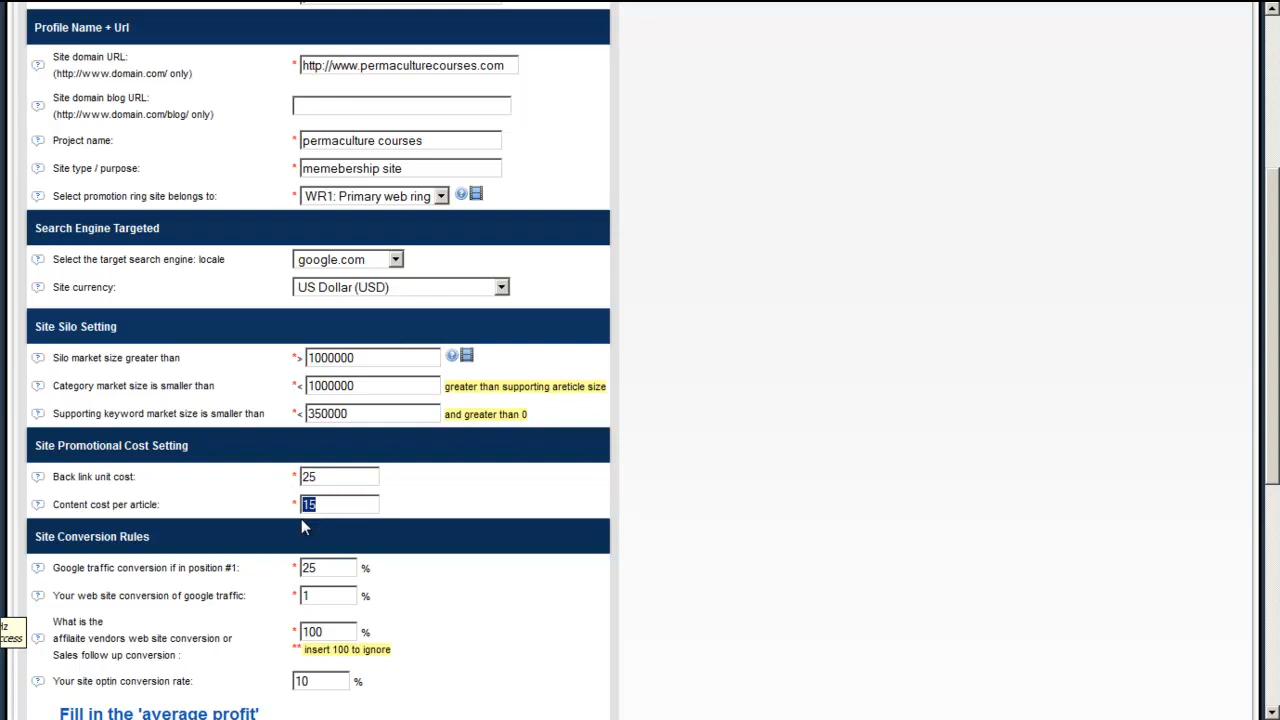 Profile Name + Url
Site domain URL:
(http://www.domain.com/ only)
* http://www.permaculturecourses.com
Site domain blog URL:
(http://www.domain.com/blog/ only)
Project name: * permaculture courses
Site type / purpose: * memebership site
Select promotion ring site belongs to: * WR1: Primary web ring
Search Engine Targeted
Select the target search engine: locale google.com
Site currency: US Dollar (USD)
Site Silo Setting
Silo market size greater than *> 1000000
Category market size is smaller than *< 1000000 greater than supporting areticle size
Supporting keyword market size is smaller than *< 350000 and greater than 0
Site Promotional Cost Setting
Back link unit cost: * 25
Content cost per article: * 15
Site Conversion Rules
Google traffic conversion if in position #1: * 25 %
Your web site conversion of google traffic: * 1 %
What is the
affilaite vendors web site conversion or
Sales follow up conversion :
* 100 %
** insert 100 to ignore
Your site optin conversion rate: 10 %
Fill in the 'average profit'